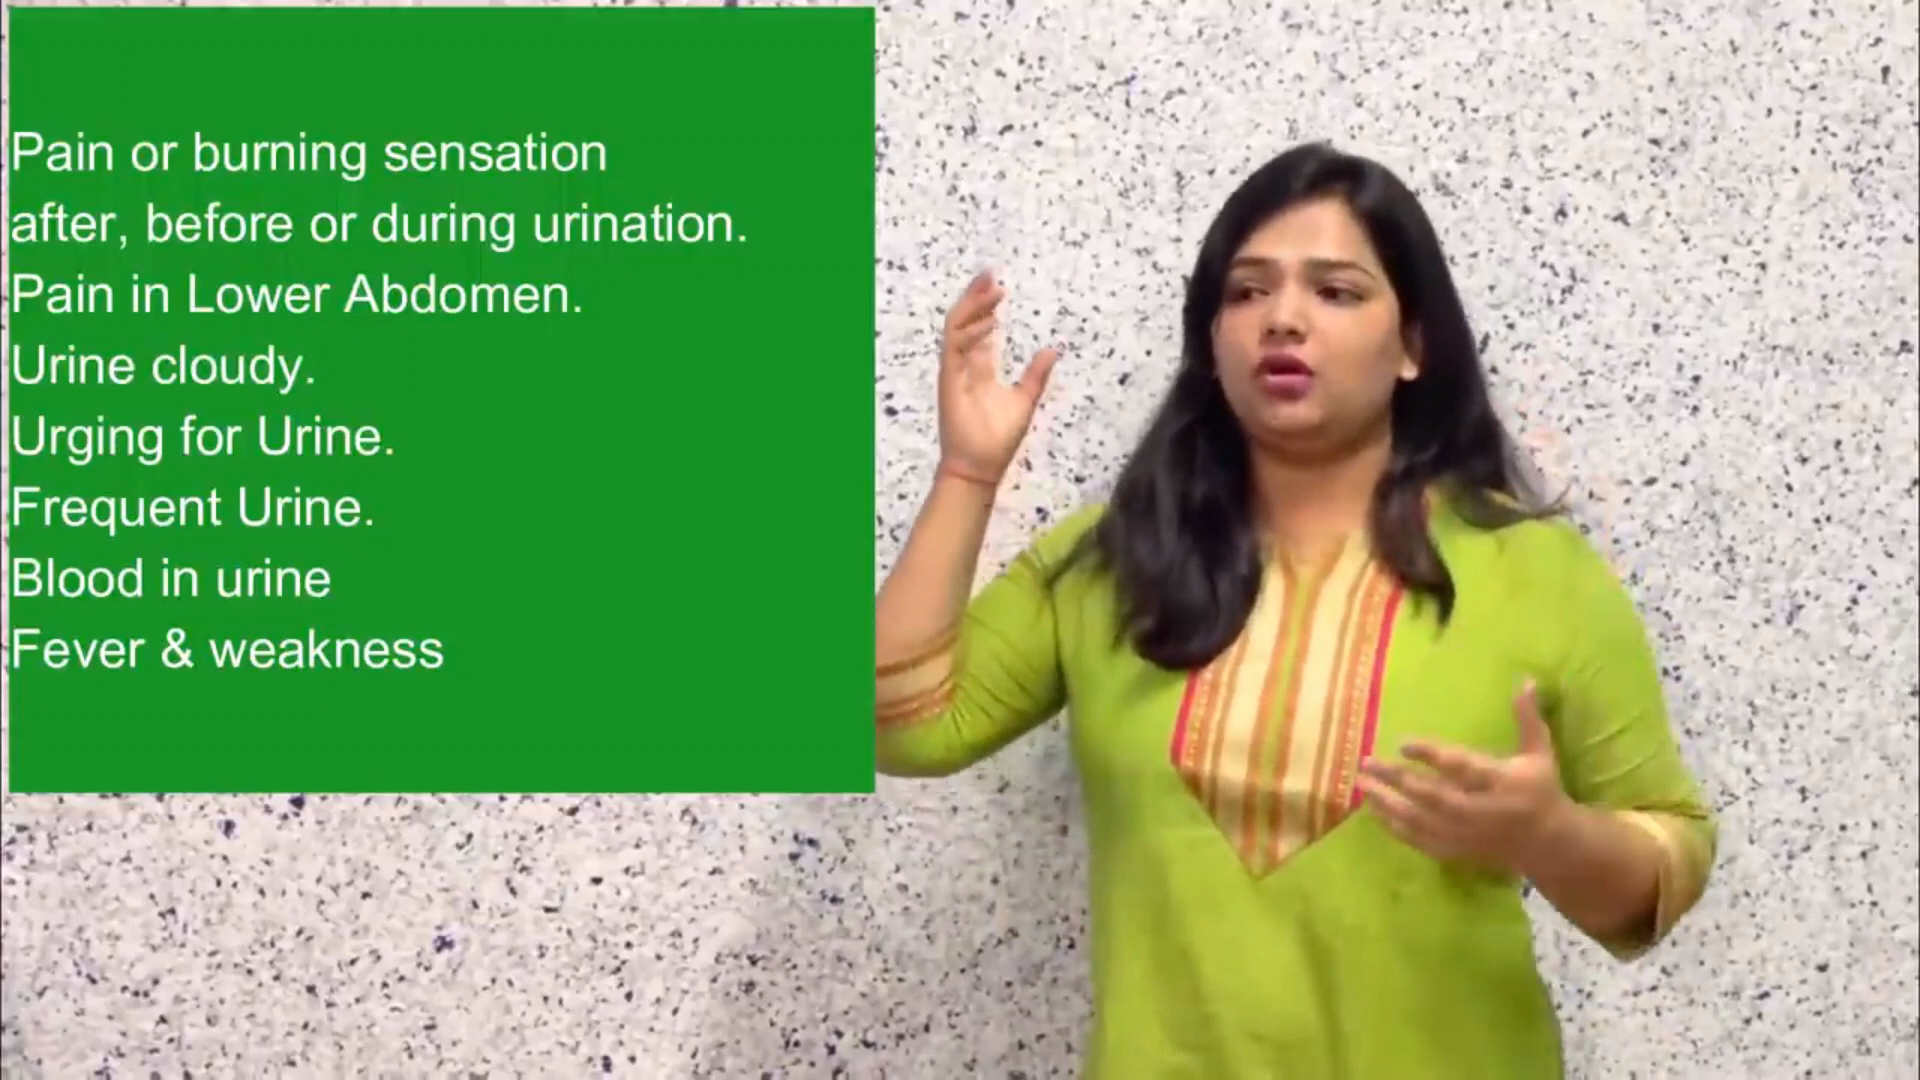 Pain or burning sensation
after, before or during urination.
Pain in Lower Abdomen.
Urine cloudy.
Urging for Urine.
Frequent Urine.
Blood in urine
Fever & weakness